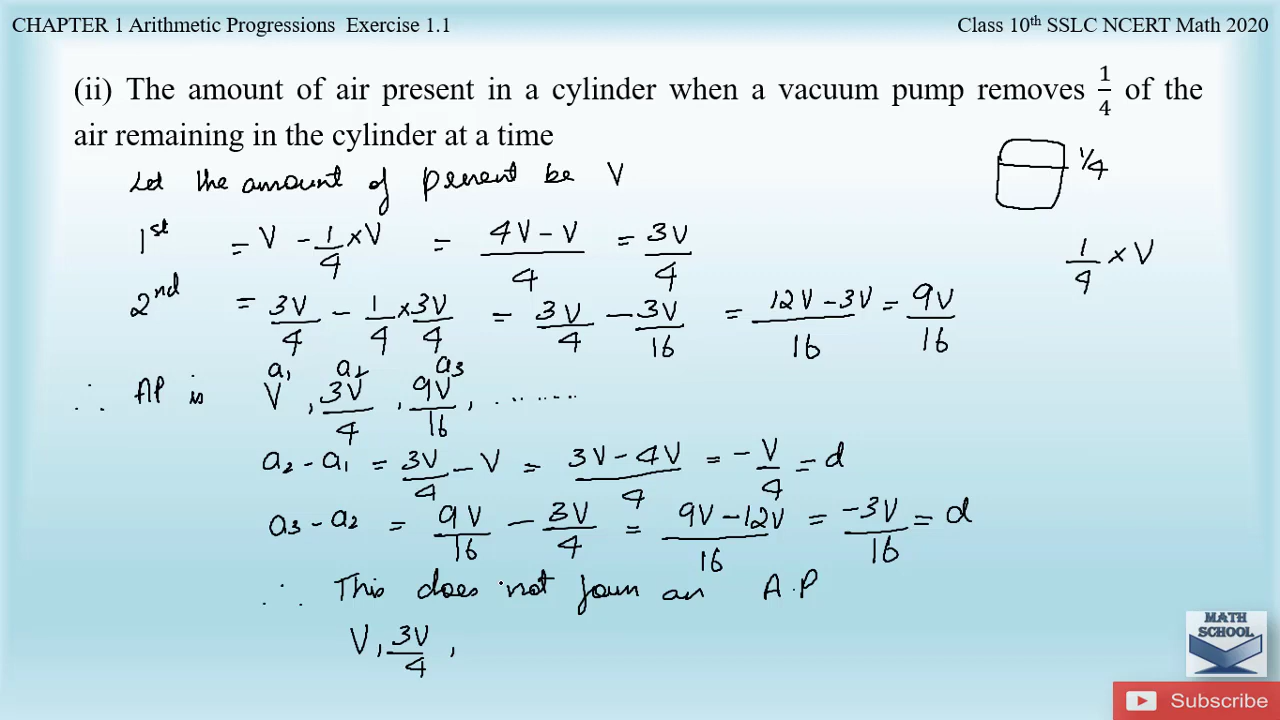 CHAPTER 1 Arithmetic Progressions Exercise 1.1
Class 10th SSLC NCERT Math 2020
(ii) The amount of air present in a cylinder when a vacuum pump removes 1/4 of the
air remaining in the cylinder at a time
1/4
Let the amount of present be V
1st = V - 1/4 × V = (4V - V)/4 = 3V/4
1/4 × V
2nd = 3V/4 - 1/4 × 3V/4 = 3V/4 - 3V/16 = (12V - 3V)/16 = 9V/16
a1 a2 a3
∴ AP is V, 3V/4, 9V/16, ........
a2 - a1 = 3V/4 - V = (3V - 4V)/4 = -V/4 = d
a3 - a2 = 9V/16 - 3V/4 = (9V - 12V)/16 = -3V/16 = d
∴ This does not form an A.P
V, 3V/4,
MATH
SCHOOL
Subscribe